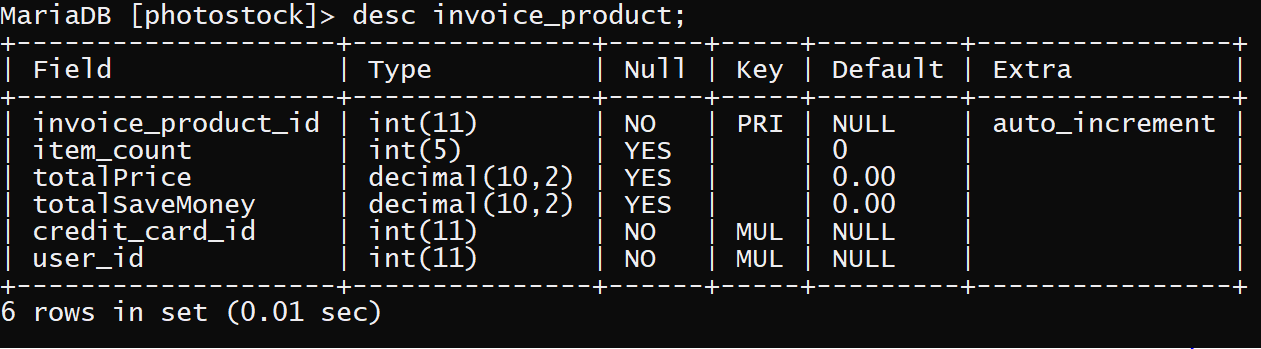 MariaDB [photostock]> desc invoice_product;
+--------------------+---------------+------+-----+---------+----------------+
| Field              | Type          | Null | Key | Default | Extra          |
+--------------------+---------------+------+-----+---------+----------------+
| invoice_product_id | int(11)       | NO   | PRI | NULL    | auto_increment |
| item_count         | int(5)        | YES  |     | 0       |                |
| totalPrice         | decimal(10,2) | YES  |     | 0.00    |                |
| totalSaveMoney     | decimal(10,2) | YES  |     | 0.00    |                |
| credit_card_id     | int(11)       | NO   | MUL | NULL    |                |
| user_id            | int(11)       | NO   | MUL | NULL    |                |
+--------------------+---------------+------+-----+---------+----------------+
6 rows in set (0.01 sec)